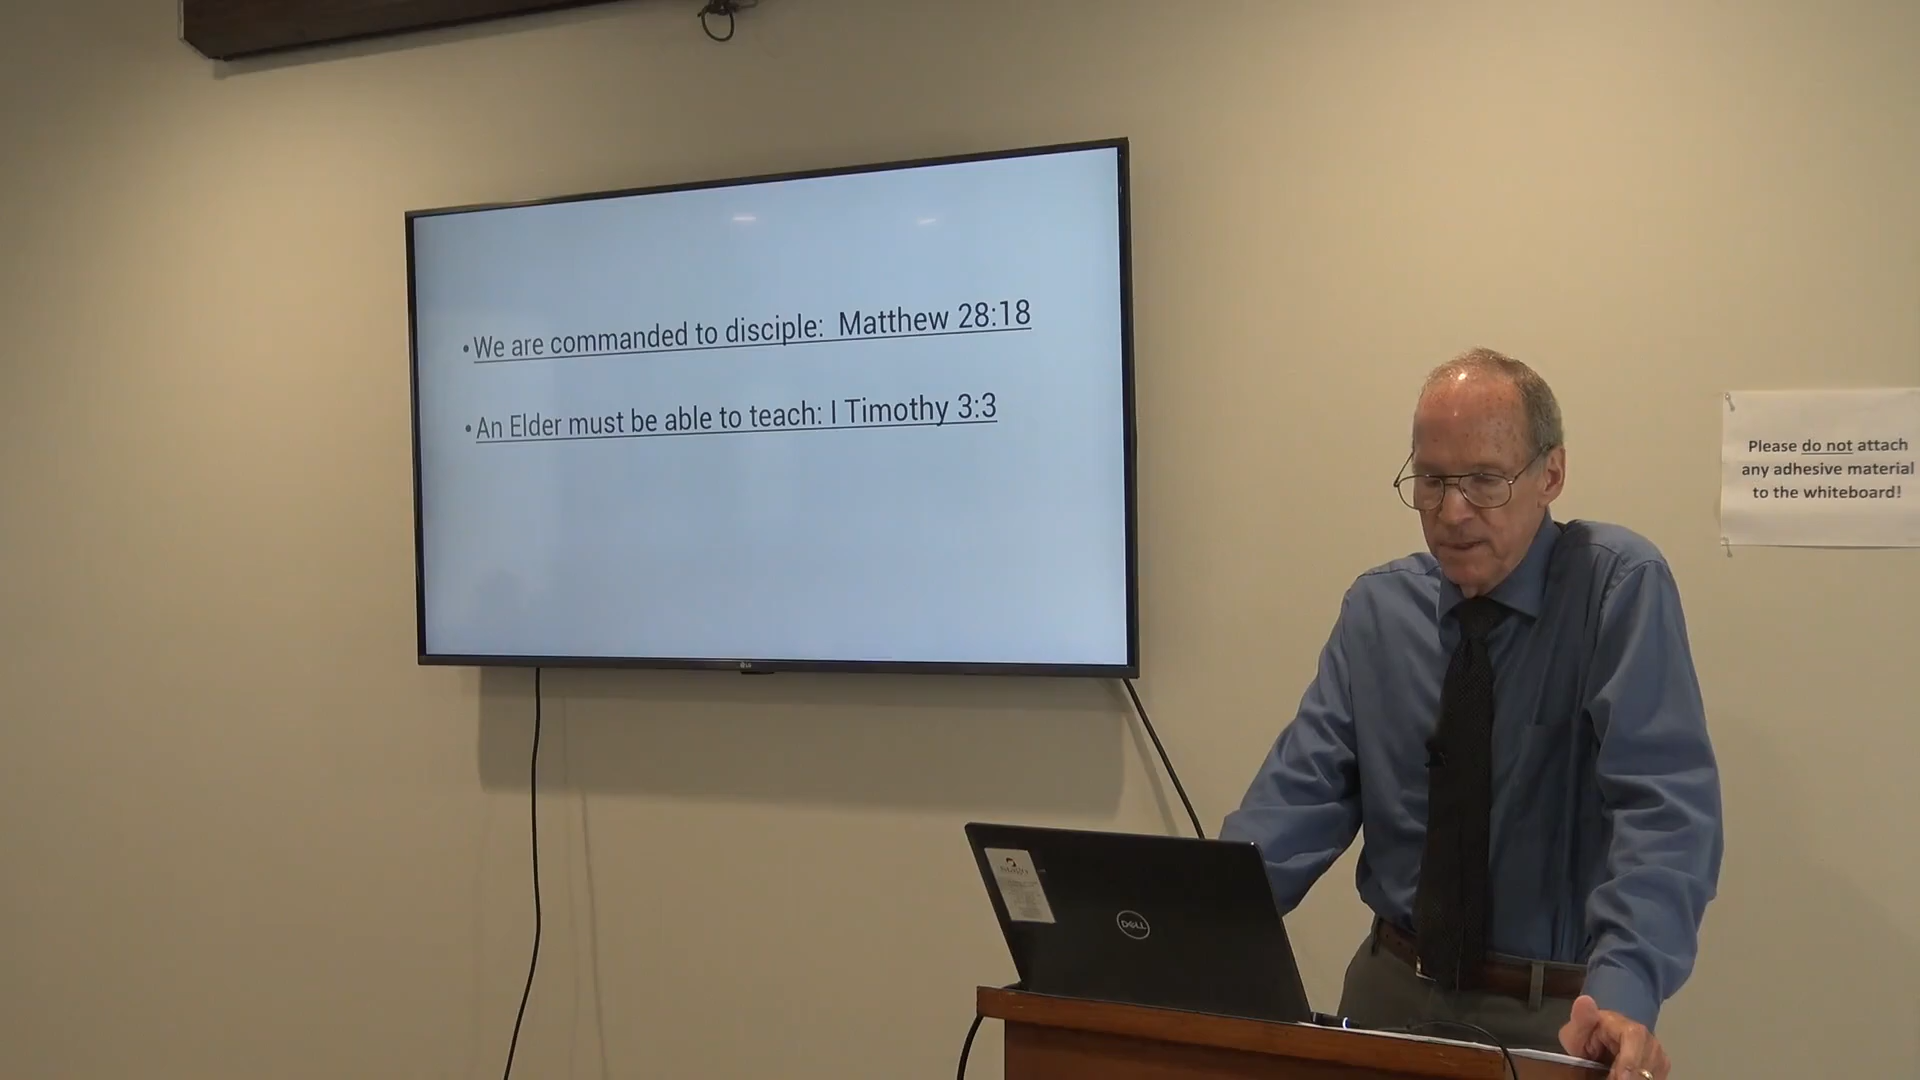 •We are commanded to disciple:  Matthew 28:18
•An Elder must be able to teach: I Timothy 3:3
Please do not attach
any adhesive material
to the whiteboard!
LG
DELL